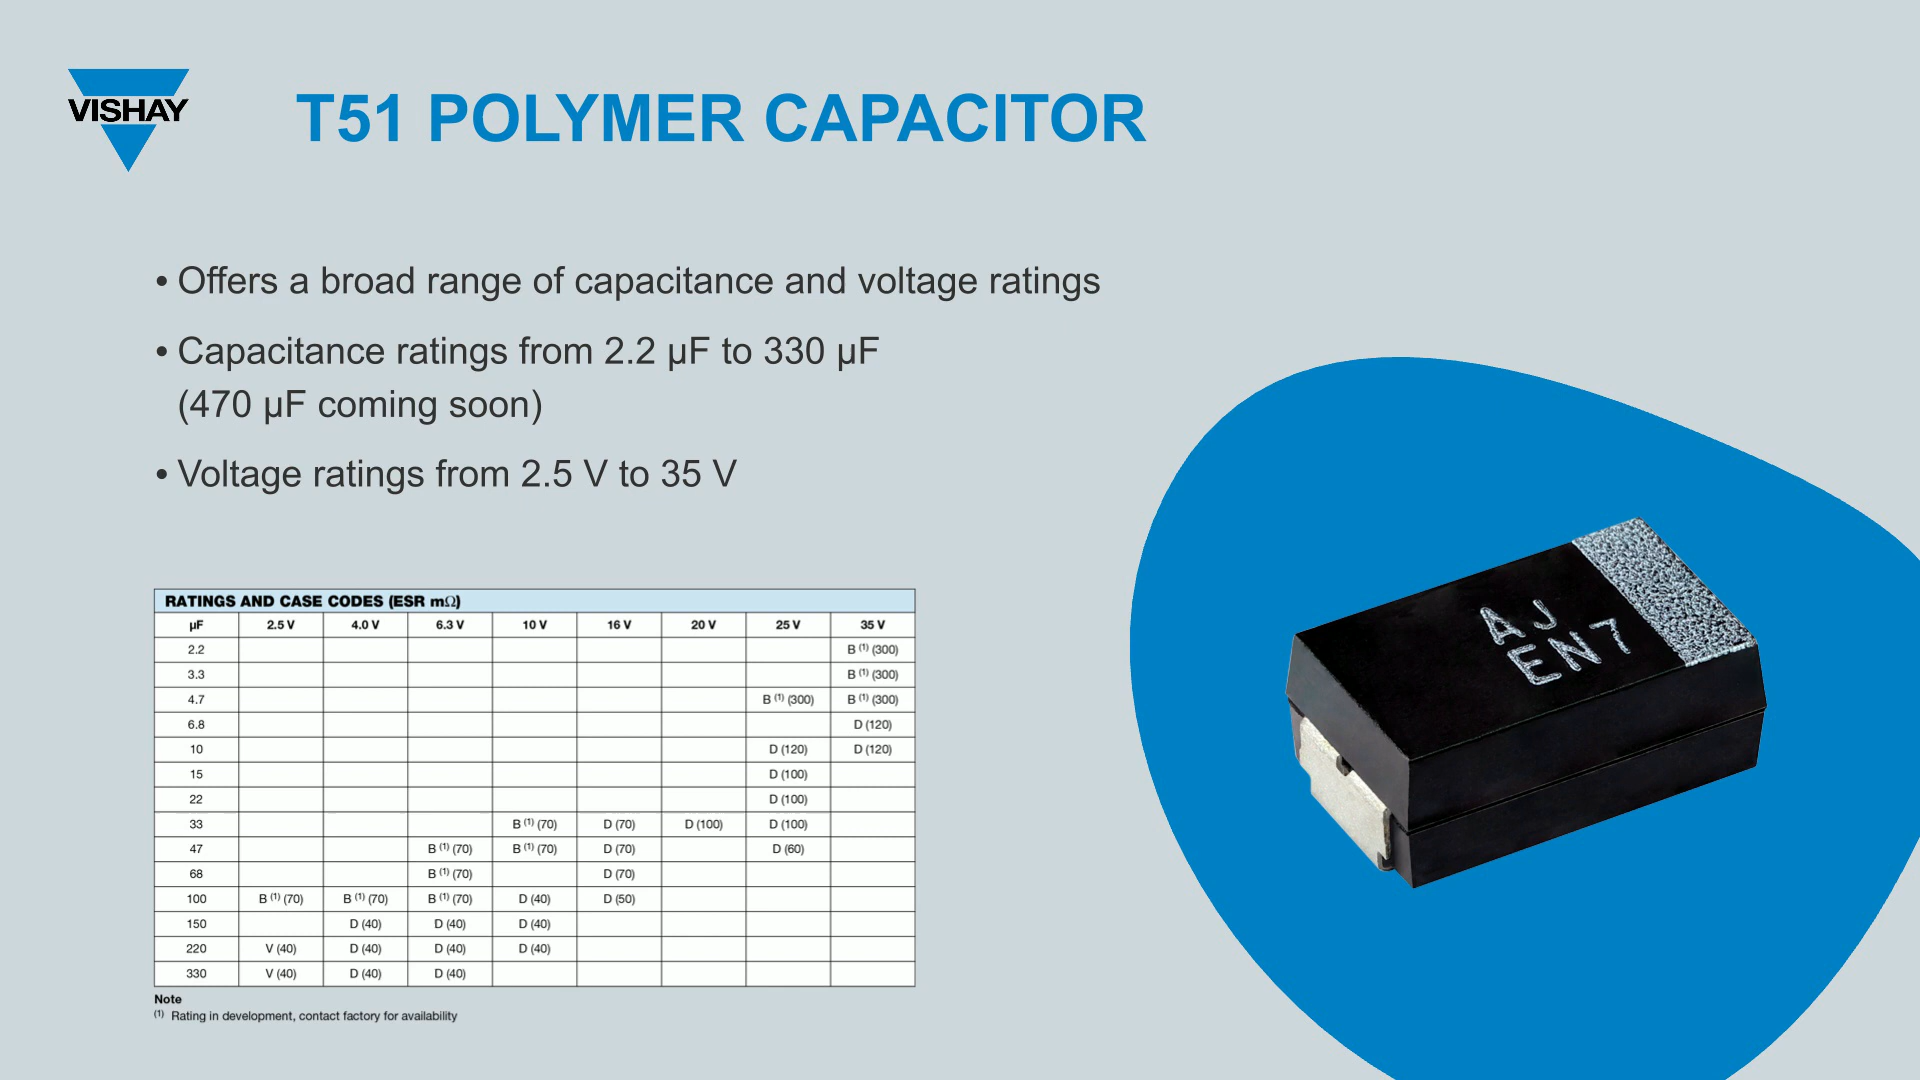 VISHAY
T51 POLYMER CAPACITOR
• Offers a broad range of capacitance and voltage ratings
• Capacitance ratings from 2.2 µF to 330 µF
(470 µF coming soon)
• Voltage ratings from 2.5 V to 35 V
RATINGS AND CASE CODES (ESR mΩ)
µF 2.5 V 4.0 V 6.3 V 10 V 16 V 20 V 25 V 35 V
2.2 B (1) (300)
3.3 B (1) (300)
4.7 B (1) (300) B (1) (300)
6.8 D (120)
10 D (120) D (120)
15 D (100)
22 D (100)
33 B (1) (70) D (70) D (100) D (100)
47 B (1) (70) B (1) (70) D (70) D (60)
68 B (1) (70) D (70)
100 B (1) (70) B (1) (70) B (1) (70) D (40) D (50)
150 D (40) D (40) D (40)
220 V (40) D (40) D (40) D (40)
330 V (40) D (40) D (40)
Note
(1) Rating in development, contact factory for availability
AJ
EN7